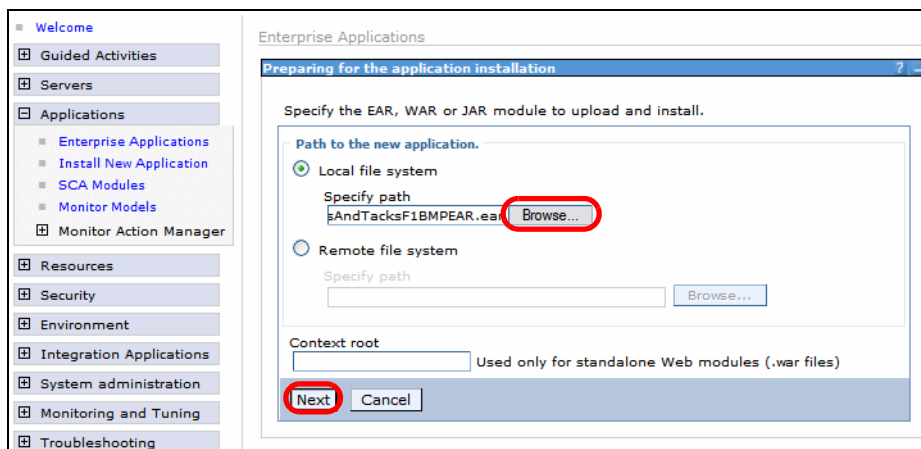 Welcome
Guided Activities
Servers
Applications
Enterprise Applications
Install New Application
SCA Modules
Monitor Models
Monitor Action Manager
Resources
Security
Environment
Integration Applications
System administration
Monitoring and Tuning
Troubleshooting
Enterprise Applications
Preparing for the application installation ? –
Specify the EAR, WAR or JAR module to upload and install.
Path to the new application.
Local file system
Specify path
sAndTacksF1BMPEAR.ear Browse...
Remote file system
Specify path
Browse...
Context root
Used only for standalone Web modules (.war files)
Next Cancel